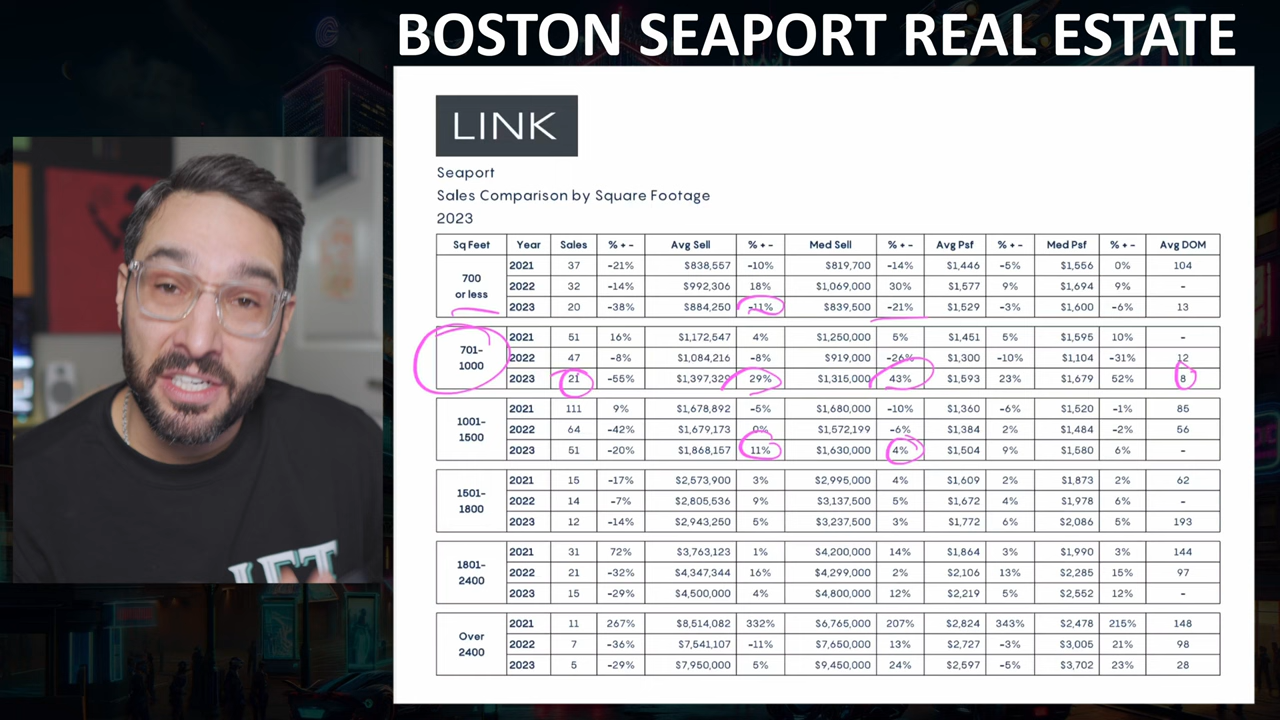 BOSTON SEAPORT REAL ESTATE
LINK
Seaport
Sales Comparison by Square Footage
2023
Sq Feet Year Sales % + - Avg Sell % + - Med Sell % + - Avg Psf % + - Med Psf % + - Avg DOM
700 or less
2021 37 -21% $838,557 -10% $819,700 -14% $1,446 -5% $1,556 0% 104
2022 32 -14% $992,306 18% $1,069,000 30% $1,577 9% $1,694 9% -
2023 20 -38% $884,250 -11% $839,500 -21% $1,529 -3% $1,600 -6% 13
701-1000
2021 51 16% $1,172,547 4% $1,250,000 5% $1,451 5% $1,595 10% -
2022 47 -8% $1,084,216 -8% $919,000 -26% $1,300 -10% $1,104 -31% 12
2023 21 -55% $1,397,329 29% $1,315,000 43% $1,593 23% $1,679 52% 8
1001-1500
2021 111 9% $1,678,892 -5% $1,680,000 -10% $1,360 -6% $1,520 -1% 85
2022 64 -42% $1,679,173 0% $1,572,199 -6% $1,384 2% $1,484 -2% 56
2023 51 -20% $1,868,157 11% $1,630,000 4% $1,504 9% $1,580 6% -
1501-1800
2021 15 -17% $2,573,900 3% $2,995,000 4% $1,609 2% $1,873 2% 62
2022 14 -7% $2,805,536 9% $3,137,500 5% $1,672 4% $1,978 6% -
2023 12 -14% $2,943,250 5% $3,237,500 3% $1,772 6% $2,086 5% 193
1801-2400
2021 31 72% $3,763,123 1% $4,200,000 14% $1,864 3% $1,990 3% 144
2022 21 -32% $4,347,344 16% $4,299,000 2% $2,106 13% $2,285 15% 97
2023 15 -29% $4,500,000 4% $4,800,000 12% $2,219 5% $2,552 12% -
Over 2400
2021 11 267% $8,514,082 332% $6,765,000 207% $2,824 343% $2,478 215% 148
2022 7 -36% $7,541,107 -11% $7,650,000 13% $2,727 -3% $3,005 21% 98
2023 5 -29% $7,950,000 5% $9,450,000 24% $2,597 -5% $3,702 23% 28